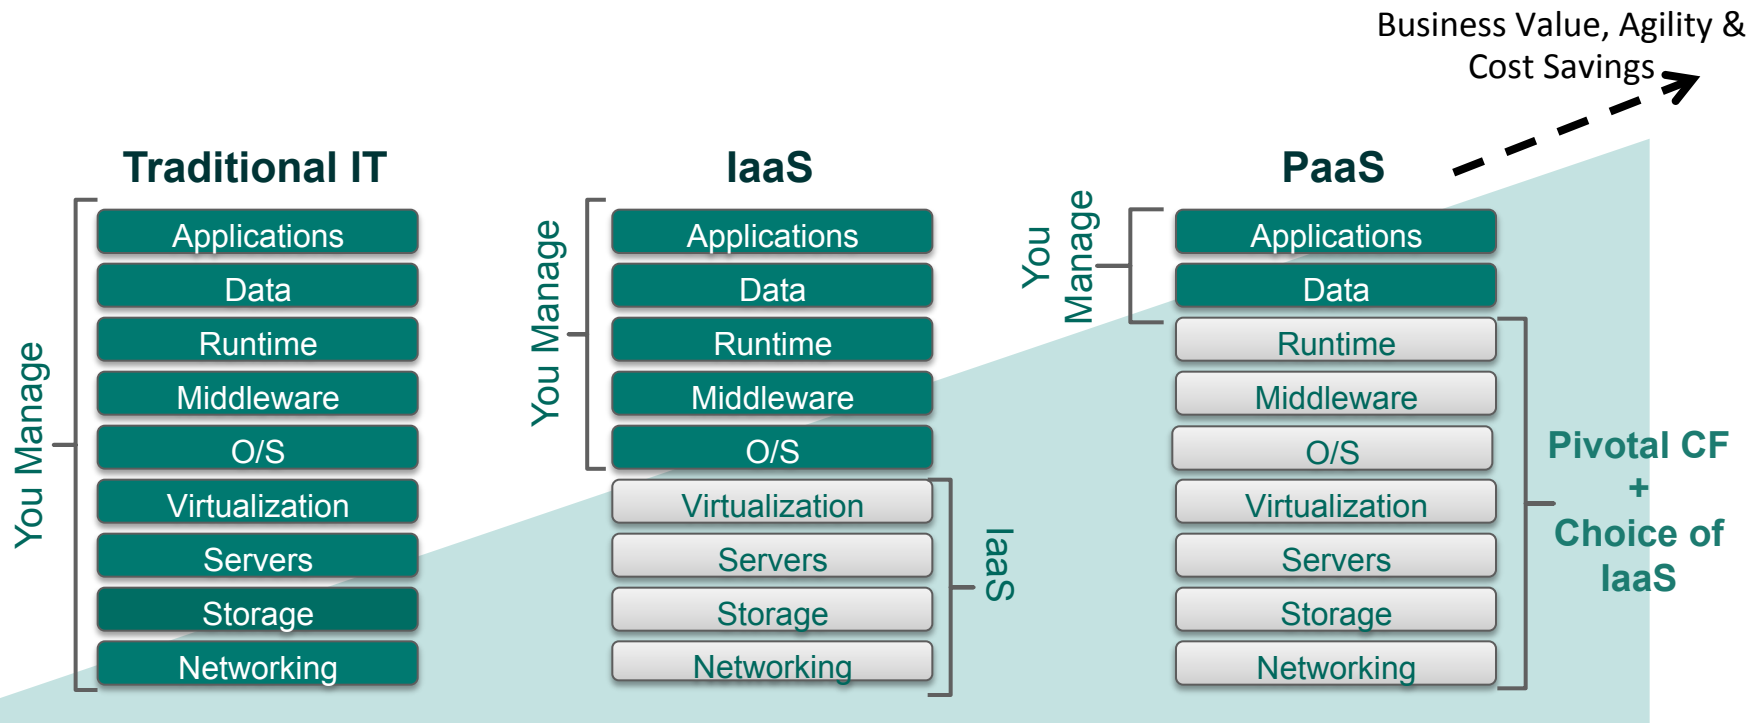 Business Value, Agility &
Cost Savings
Traditional IT
You Manage
Applications
Data
Runtime
Middleware
O/S
Virtualization
Servers
Storage
Networking
IaaS
You Manage
Applications
Data
Runtime
Middleware
O/S
Virtualization
Servers
Storage
Networking
IaaS
PaaS
You
Manage
Applications
Data
Runtime
Middleware
O/S
Virtualization
Servers
Storage
Networking
Pivotal CF
+
Choice of
IaaS